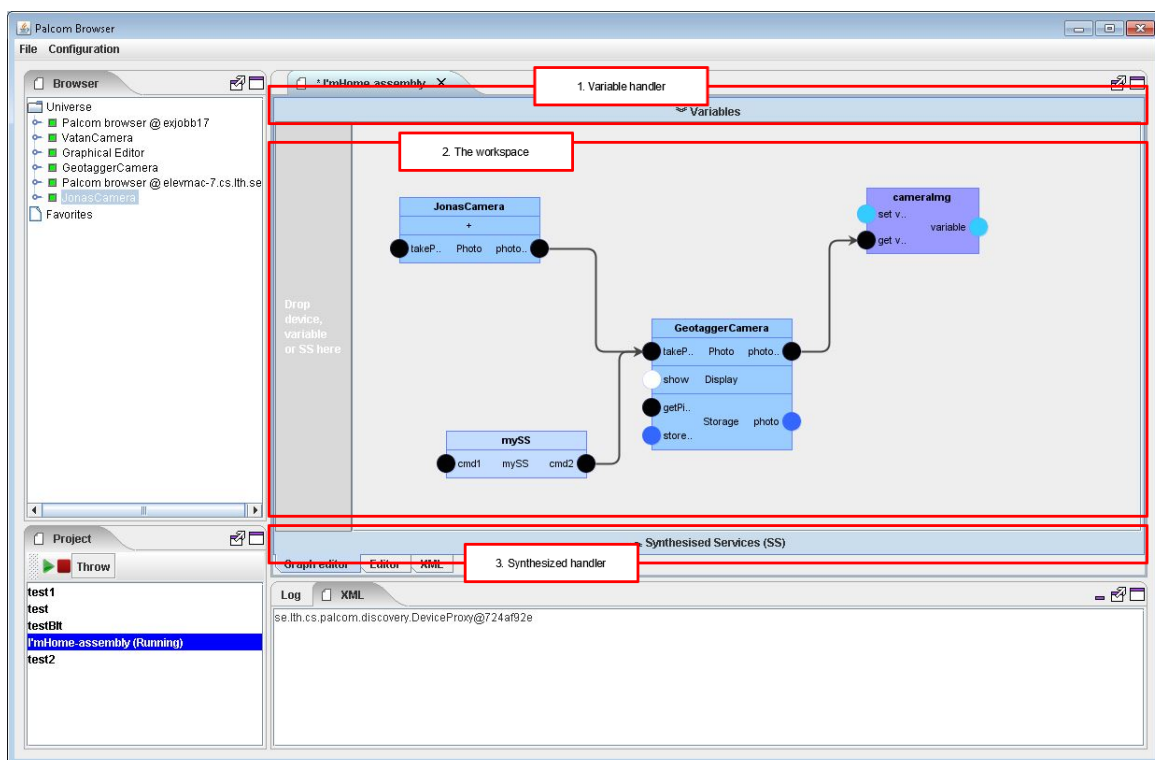 Palcom Browser
File Configuration
Browser
Universe
Palcom browser @ exjobb17
VatanCamera
Graphical Editor
GeotaggerCamera
Palcom browser @ elevmac-7.cs.lth.se
JonasCamera
Favorites
Project
Throw
test1
test
testBlt
I'mHome-assembly (Running)
test2
* I'mHome-assembly X
1. Variable handler
Variables
2. The workspace
Drop
device,
variable
or SS here
JonasCamera
+
takeP.. Photo photo..
cameraImg
set v..
variable
get v..
GeotaggerCamera
takeP.. Photo photo..
show Display
getPi..
Storage photo
store..
mySS
cmd1 mySS cmd2
Synthesised Services (SS)
3. Synthesized handler
Graph editor Editor XML
Log XML
se.lth.cs.palcom.discovery.DeviceProxy@724af92e